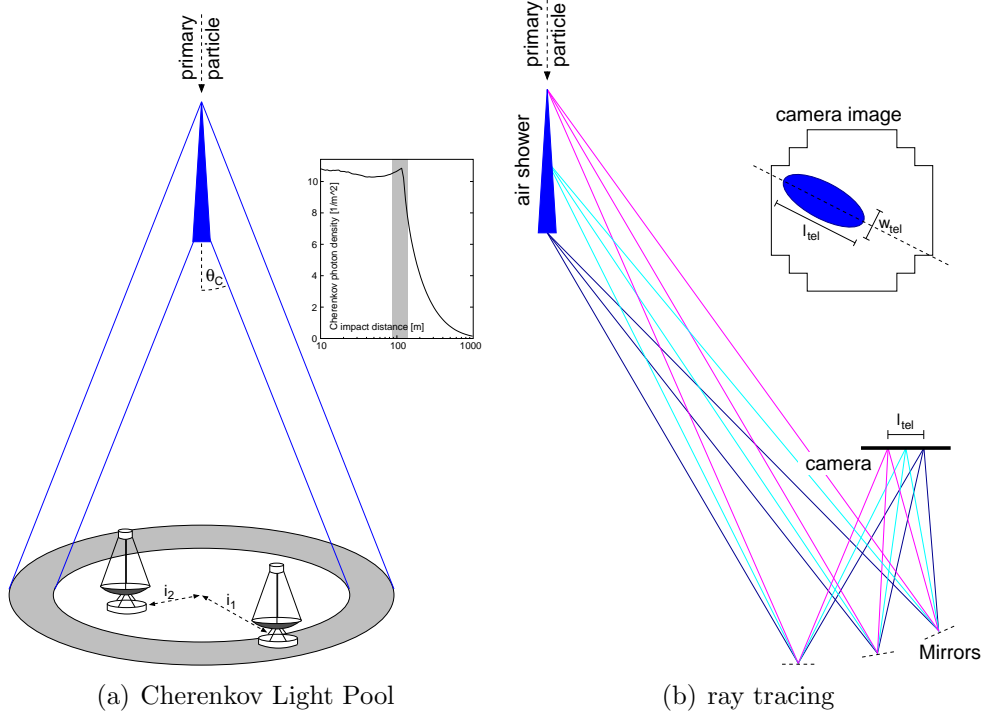 primary
particle
Cherenkov photon density [1/m^2]
10
8
6
4
2
0
impact distance [m]
10
100
1000
θC
i2
i1
(a) Cherenkov Light Pool
primary
particle
air shower
camera image
ltel
wtel
ltel
camera
Mirrors
(b) ray tracing